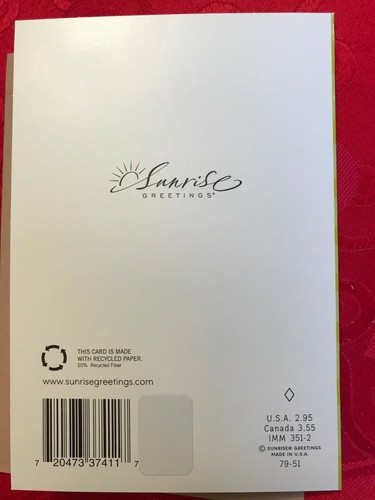 Sunrise
GREETINGS®
THIS CARD IS MADE
WITH RECYCLED PAPER.
20% Recycled Fiber
www.sunrisegreetings.com
U.S.A. 2.95
Canada 3.55
IMM 351-2
© SUNRISE® GREETINGS
MADE IN U.S.A.
79-51
7 20473 37411 7